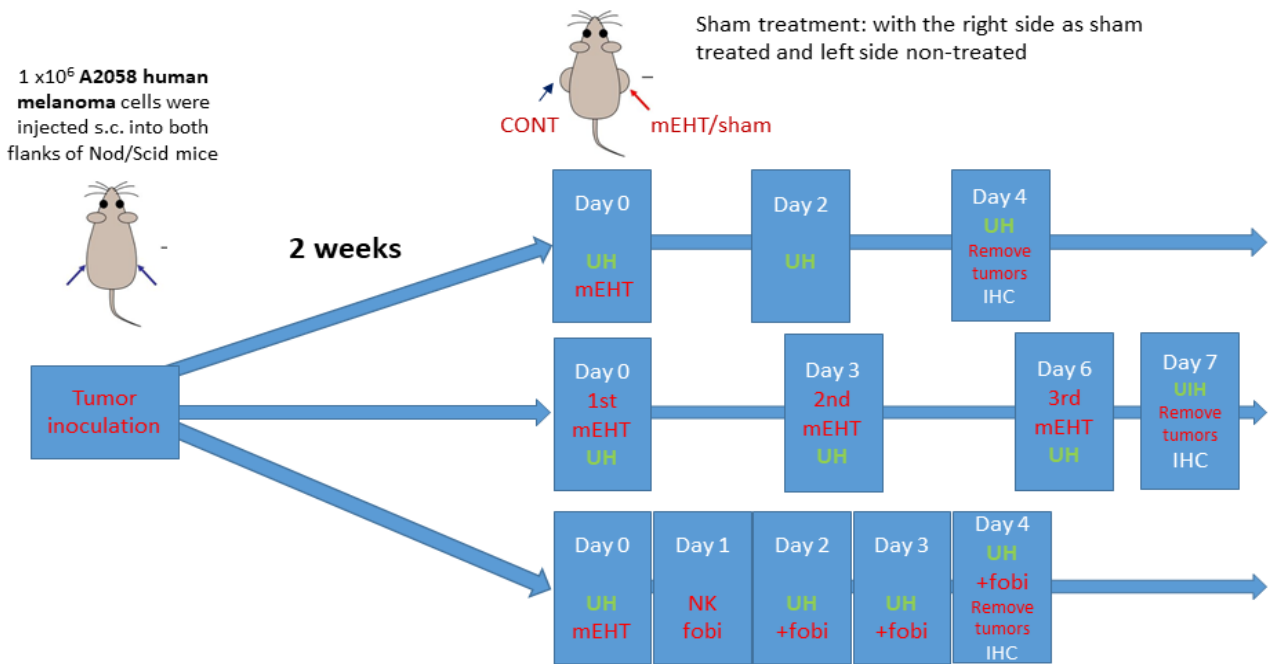 Sham treatment: with the right side as sham
treated and left side non-treated
1 x10⁶ A2058 human
melanoma cells were
injected s.c. into both
flanks of Nod/Scid mice
–
CONT
mEHT/sham
-
2 weeks
Tumor
inoculation
Day 0
UH
mEHT
Day 2
UH
Day 4
UH
Remove
tumors
IHC
Day 0
1st
mEHT
UH
Day 3
2nd
mEHT
UH
Day 6
3rd
mEHT
UH
Day 7
UIH
Remove
tumors
IHC
Day 0
UH
mEHT
Day 1
NK
fobi
Day 2
UH
+fobi
Day 3
UH
+fobi
Day 4
UH
+fobi
Remove
tumors
IHC